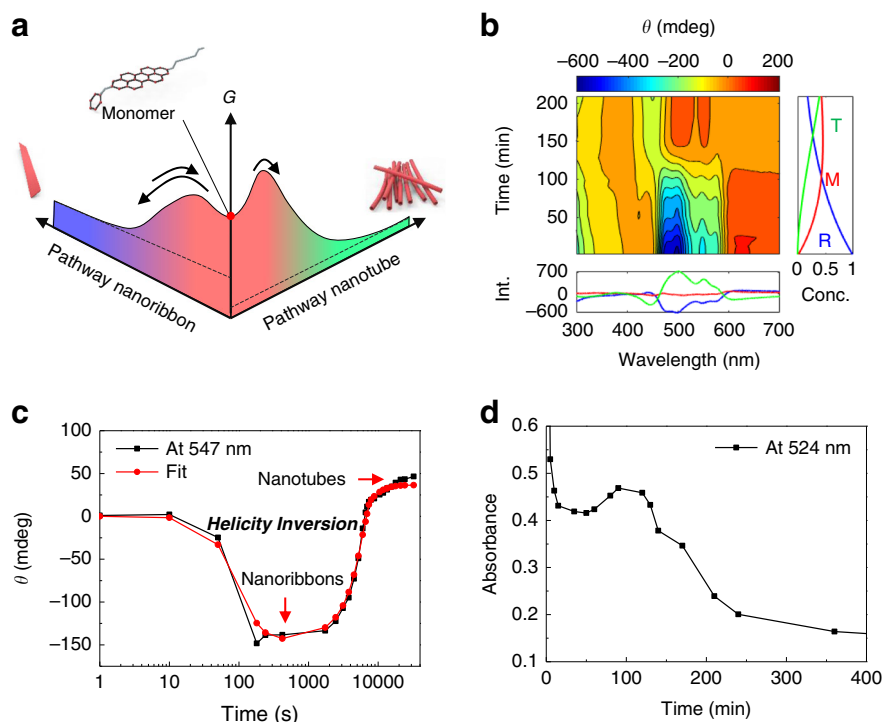 a
Monomer
G
Pathway nanoribbon
Pathway nanotube
b
θ (mdeg)
−600 −400 −200 0 200
Time (min)
200
150
100
50
T
M
R
0 0.5 1
Conc.
Int.
700
0
−600
300 400 500 600 700
Wavelength (nm)
c
θ (mdeg)
100
50
0
−50
−100
−150
At 547 nm
Fit
Nanotubes
Helicity Inversion
Nanoribbons
1 10 100 1000 10000
Time (s)
d
Absorbance
0.6
0.5
0.4
0.3
0.2
0.1
At 524 nm
0 100 200 300 400
Time (min)